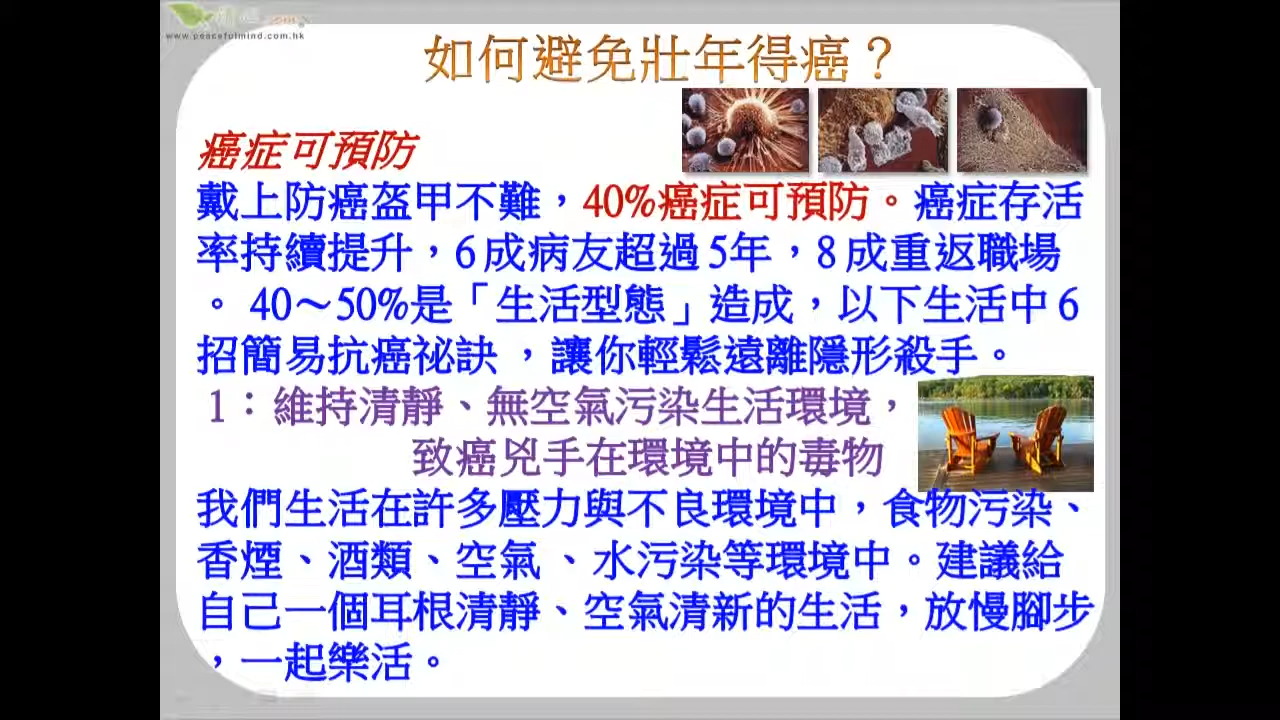 www.peacefulmind.com.hk
如何避免壯年得癌？
癌症可預防
戴上防癌盔甲不難，40%癌症可預防。癌症存活
率持續提升，6成病友超過5年，8成重返職場
。 40～50%是「生活型態」造成，以下生活中6
招簡易抗癌祕訣 ，讓你輕鬆遠離隱形殺手。
1：維持清靜、無空氣污染生活環境，
致癌兇手在環境中的毒物
我們生活在許多壓力與不良環境中，食物污染、
香煙、酒類、空氣 、水污染等環境中。建議給
自己一個耳根清靜、空氣清新的生活，放慢腳步
，一起樂活。